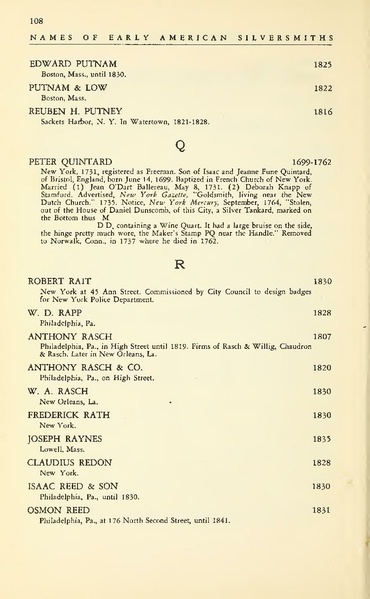 108
NAMES OF EARLY AMERICAN SILVERSMITHS
EDWARD PUTNAM 1825
Boston, Mass., until 1830.
PUTNAM & LOW 1822
Boston, Mass.
REUBEN H. PUTNEY 1816
Sackets Harbor, N. Y. In Watertown, 1821-1828.
Q
PETER QUINTARD 1699-1762
New York, 1731, registered as Freeman. Son of Isaac and Jeanne Fume Quintard,
of Bristol, England, born June 14, 1699. Baptized in French Church of New York.
Married (1) Jean O'Dart Ballereau, May 8, 1731. (2) Deborah Knapp of
Stamford. Advertised, New York Gazette, "Goldsmith, living near the New
Dutch Church." 1735. Notice, New York Mercury, September, 1764, "Stolen,
out of the House of Daniel Dunscomb, of this City, a Silver Tankard, marked on
the Bottom thus M
D D, containing a Wine Quart. It had a large bruise on the side,
the hinge pretty much wore, the Maker's Stamp PQ near the Handle." Removed
to Norwalk, Conn., in 1737 where he died in 1762.
R
ROBERT RAIT 1830
New York at 45 Ann Street. Commissioned by City Council to design badges
for New York Police Department.
W. D. RAPP 1828
Philadelphia, Pa.
ANTHONY RASCH 1807
Philadelphia, Pa., in High Street until 1819. Firms of Rasch & Willig, Chaudron
& Rasch. Later in New Orleans, La.
ANTHONY RASCH & CO. 1820
Philadelphia, Pa., on High Street.
W. A. RASCH 1830
New Orleans, La.
FREDERICK RATH 1830
New York.
JOSEPH RAYNES 1835
Lowell, Mass.
CLAUDIUS REDON 1828
New York.
ISAAC REED & SON 1830
Philadelphia, Pa., until 1830.
OSMON REED 1831
Philadelphia, Pa., at 176 North Second Street, until 1841.